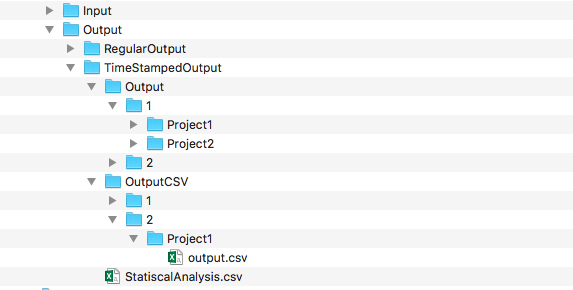 Input
Output
RegularOutput
TimeStampedOutput
Output
1
Project1
Project2
2
OutputCSV
1
2
Project1
output.csv
StatiscalAnalysis.csv